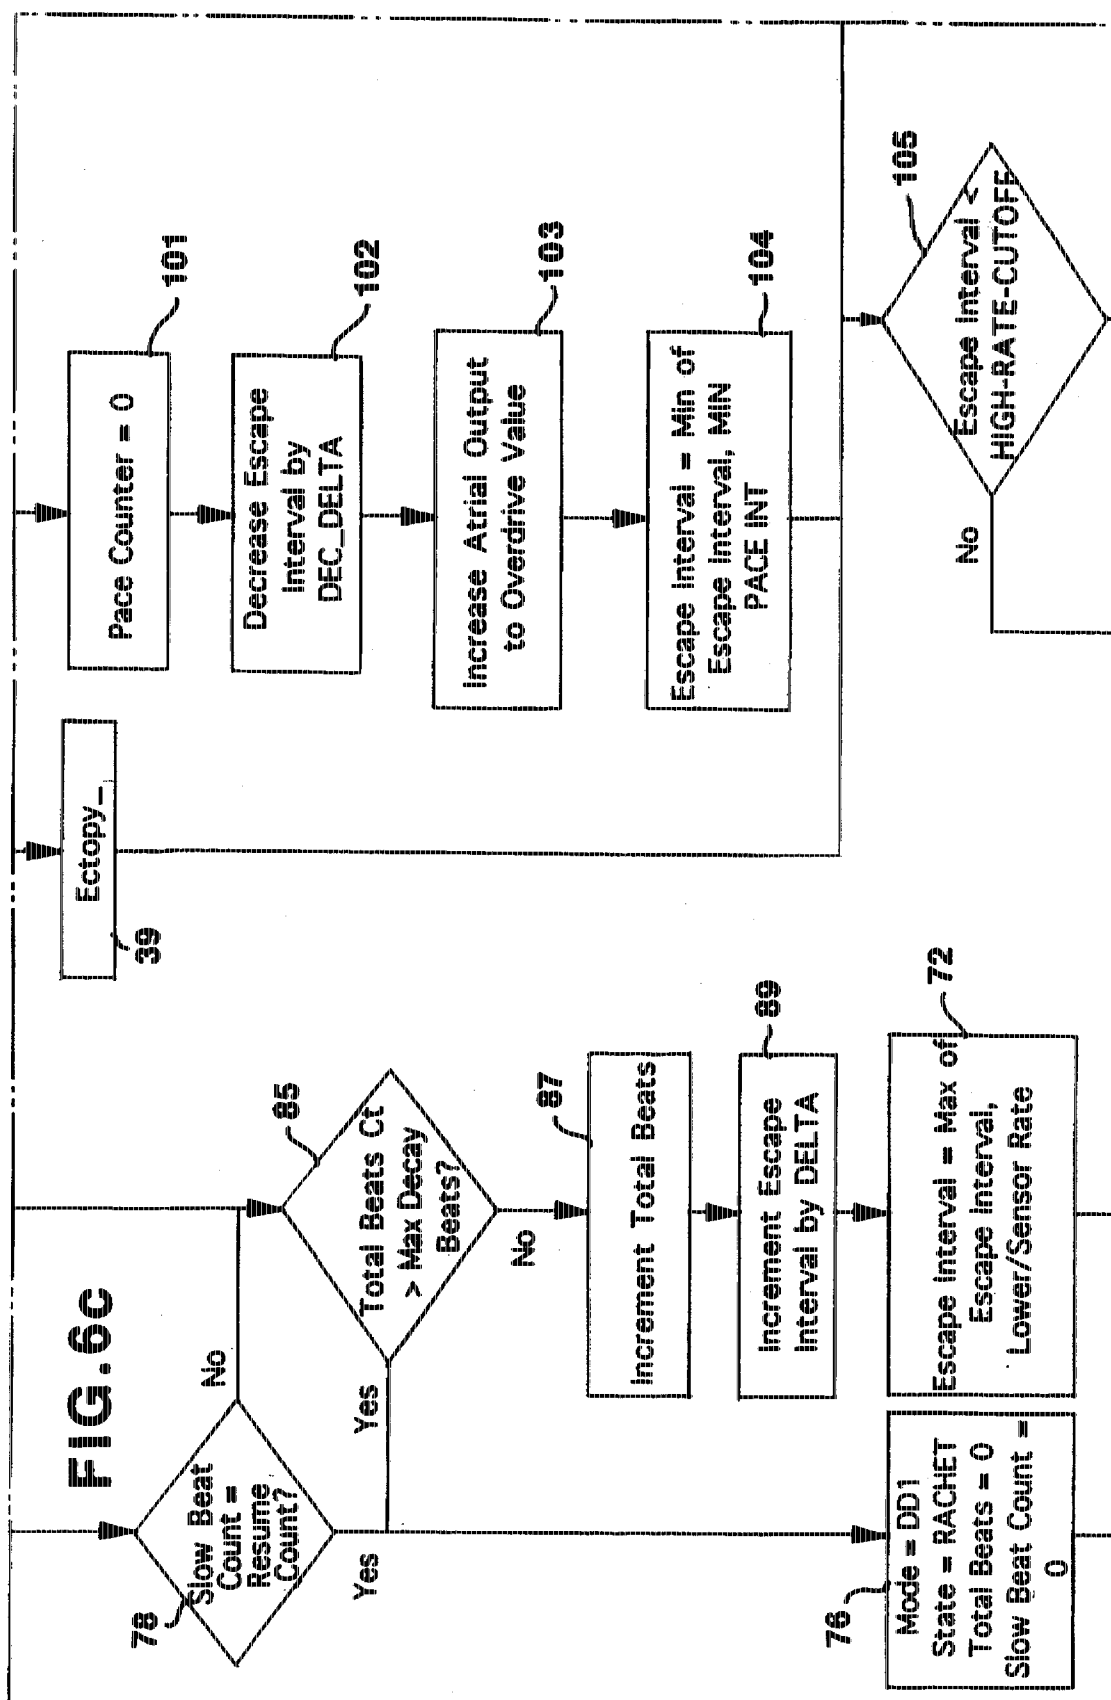 FIG.6c
Slow Beat
Count =
Resume
Count?
78
No
Yes
Total Beats Ct
> Max Decay
Beats?
85
Yes
No
Increment Total Beats
87
Increment Escape
Interval by DELTA
89
Escape Interval = Max of
Escape Interval,
Lower/Sensor Rate
72
Mode = DD1
State = RACHET
Total Beats = 0
Slow Beat Count =
0
76
Ectopy_
39
Pace Counter = 0
101
Decrease Escape
Interval by
DEC_DELTA
102
Increase Atrial Output
to Overdrive Value
103
Escape Interval = Min of
Escape Interval, MIN
PACE INT
104
Escape Interval <
HIGH-RATE-CUTOFF
105
No